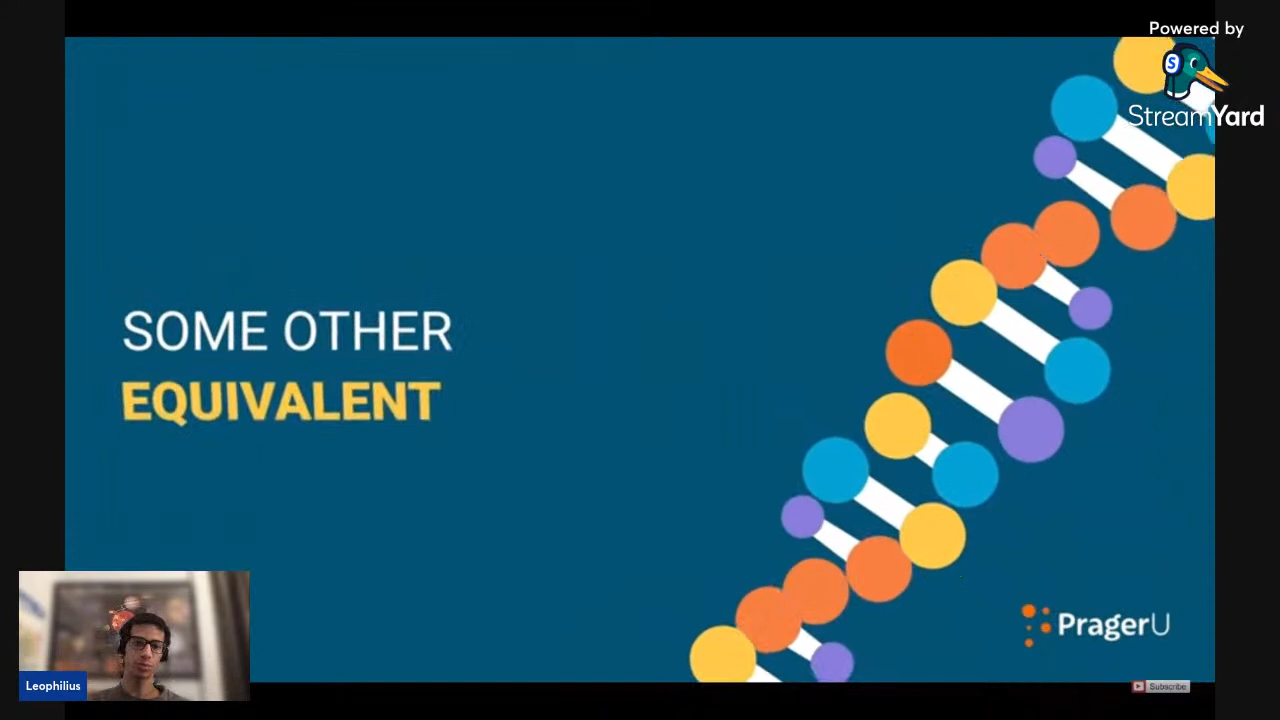 Powered by
S
StreamYard
SOME OTHER
EQUIVALENT
PragerU
Subscribe
Leophilius